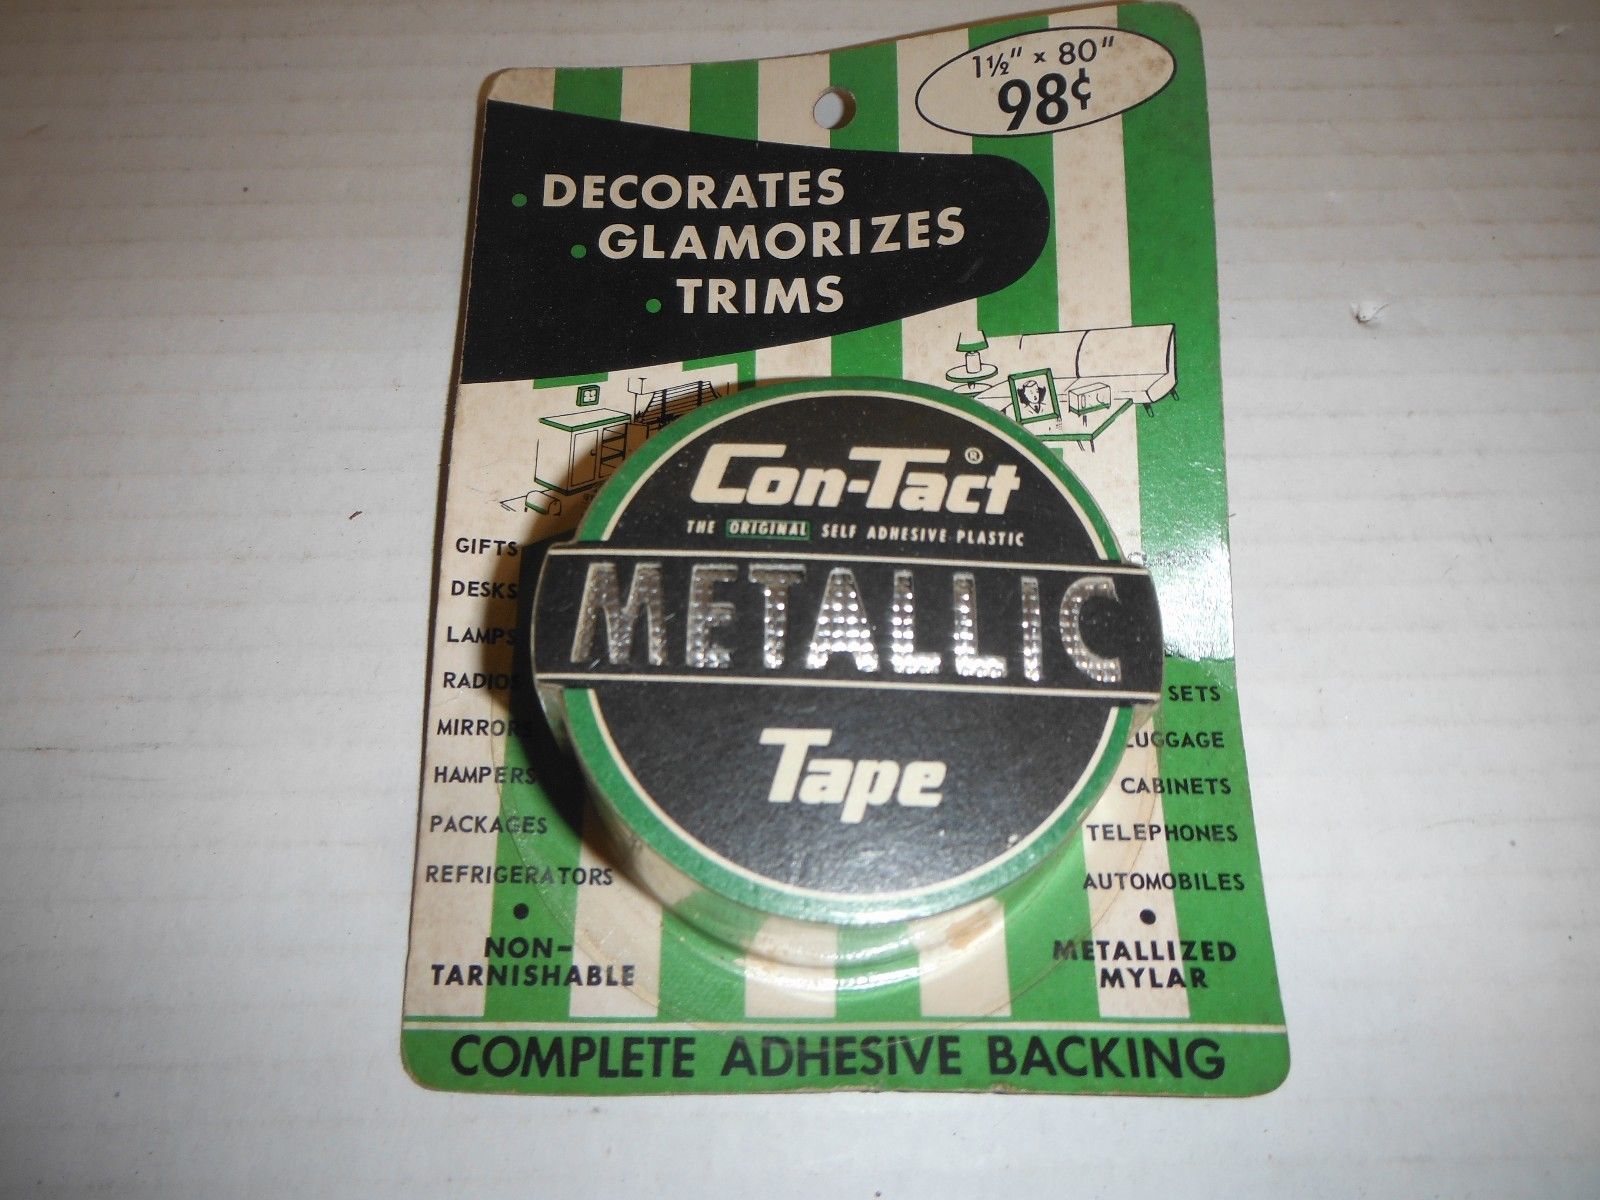 1½" x 80"
98¢
• DECORATES
• GLAMORIZES
• TRIMS
Con-Tact®
THE ORIGINAL SELF ADHESIVE PLASTIC
METALLIC
Tape
GIFTS
DESKS
LAMPS
RADIOS
MIRRORS
HAMPERS
PACKAGES
REFRIGERATORS
•
NON-
TARNISHABLE
SETS
LUGGAGE
CABINETS
TELEPHONES
AUTOMOBILES
•
METALLIZED
MYLAR
COMPLETE ADHESIVE BACKING